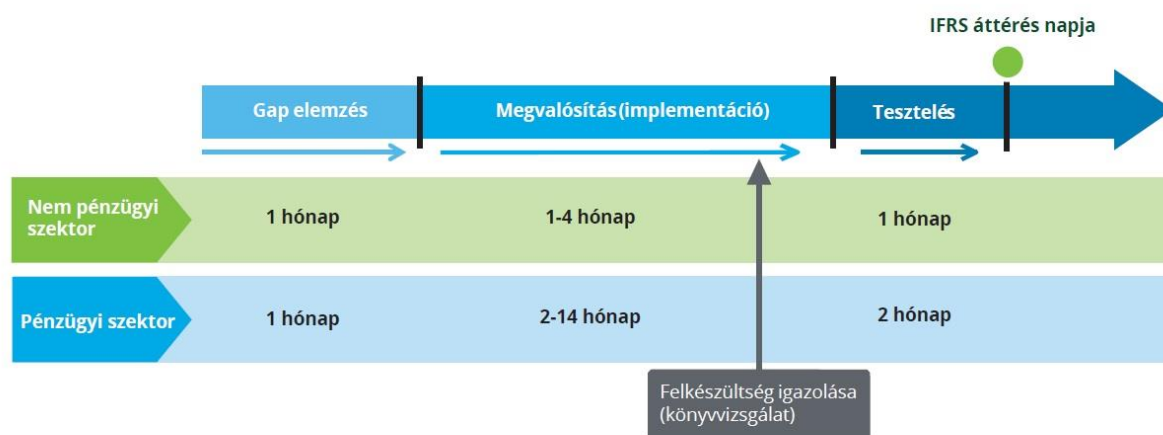 IFRS áttérés napja
Gap elemzés
Megvalósítás (implementáció)
Tesztelés
Nem pénzügyi
szektor
1 hónap
1-4 hónap
1 hónap
Pénzügyi szektor
1 hónap
2-14 hónap
2 hónap
Felkészültség igazolása
(könyvvizsgálat)